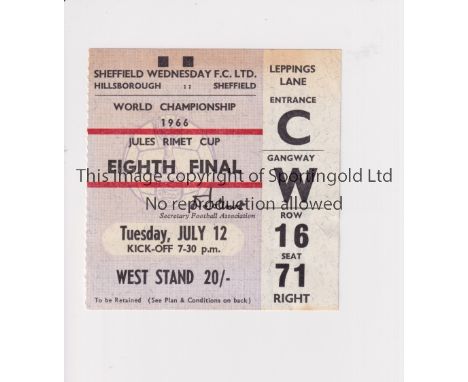 SHEFFIELD WEDNESDAY F.C. LTD.
HILLSBOROUGH :: SHEFFIELD
WORLD CHAMPIONSHIP
1966
JULES RIMET CUP
EIGHTH FINAL
This image copyright of Sportingold Ltd
No reproduction allowed
Secretary Football Association
Tuesday, JULY 12
KICK-OFF 7-30 p.m.
WEST STAND 20/-
To be Retained (See Plan & Conditions on back)
LEPPINGS
LANE
ENTRANCE
C
GANGWAY
W
ROW
16
SEAT
71
RIGHT